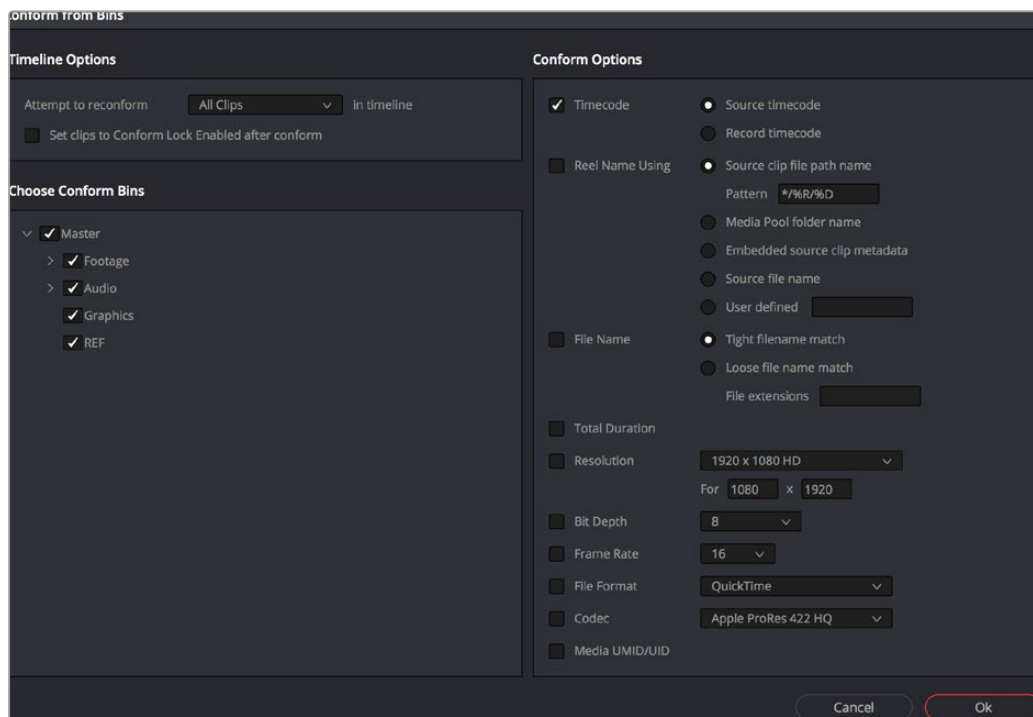 Conform from Bins
Timeline Options
Attempt to reconform All Clips in timeline
Set clips to Conform Lock Enabled after conform
Choose Conform Bins
Master
Footage
Audio
Graphics
REF
Conform Options
Timecode Source timecode
Record timecode
Reel Name Using Source clip file path name
Pattern */%R/%D
Media Pool folder name
Embedded source clip metadata
Source file name
User defined
File Name Tight filename match
Loose file name match
File extensions
Total Duration
Resolution 1920 x 1080 HD
For 1080 x 1920
Bit Depth 8
Frame Rate 16
File Format QuickTime
Codec Apple ProRes 422 HQ
Media UMID/UID
Cancel Ok